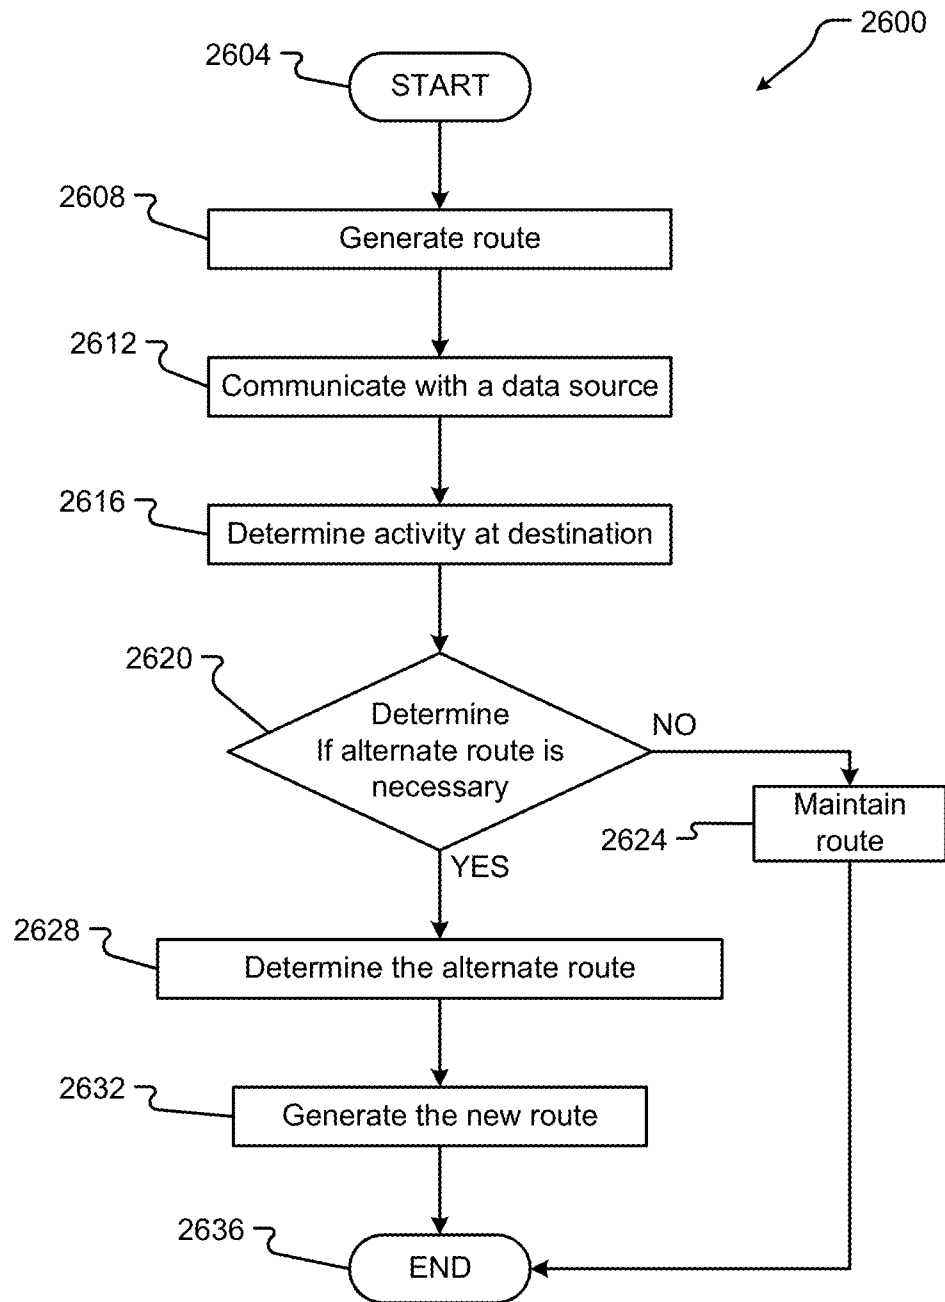 2600
2604
START
2608
Generate route
2612
Communicate with a data source
2616
Determine activity at destination
2620
Determine
If alternate route is
necessary
NO
Maintain
route
2624
YES
2628
Determine the alternate route
2632
Generate the new route
2636
END